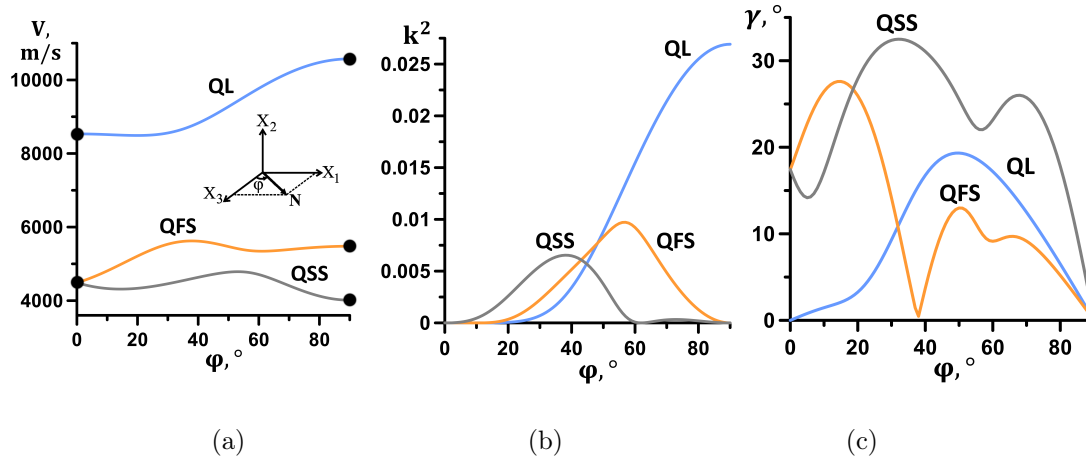 V,
m/s
10000
8000
6000
4000
QL
QFS
QSS
X2
X1
X3
φ
N
0 20 40 60 80
φ,°
(a)
k²
0.025
0.02
0.015
0.01
0.005
0
QL
QSS
QFS
0 20 40 60 80
φ,°
(b)
γ,°
30
20
10
0
QSS
QL
QFS
0 20 40 60 80
φ,°
(c)